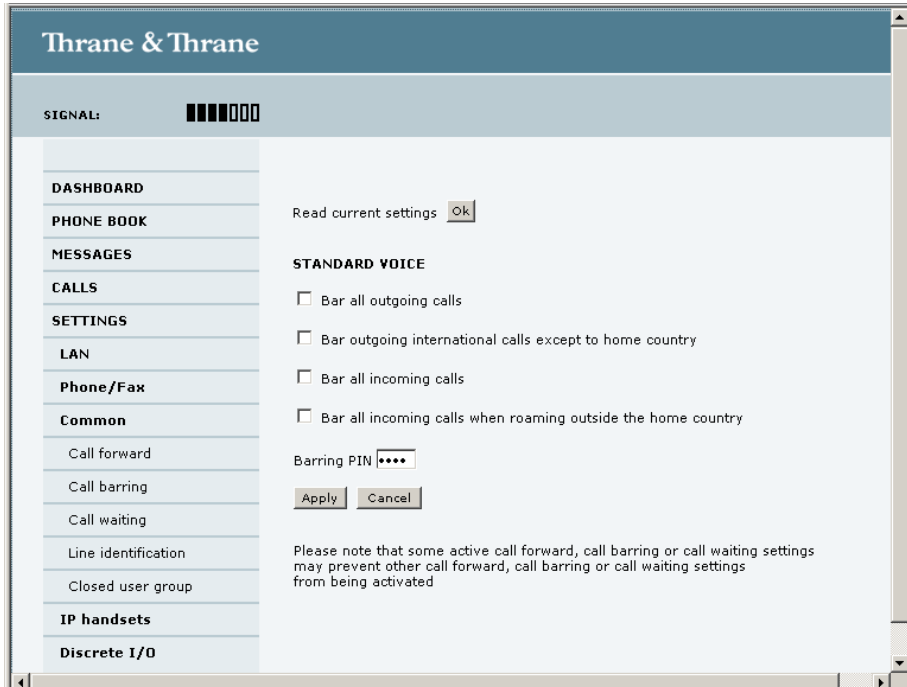 Thrane & Thrane
SIGNAL:
DASHBOARD
PHONE BOOK
MESSAGES
CALLS
SETTINGS
LAN
Phone/Fax
Common
Call forward
Call barring
Call waiting
Line identification
Closed user group
IP handsets
Discrete I/O
Read current settings Ok
STANDARD VOICE
Bar all outgoing calls
Bar outgoing international calls except to home country
Bar all incoming calls
Bar all incoming calls when roaming outside the home country
Barring PIN ••••
Apply Cancel
Please note that some active call forward, call barring or call waiting settings
may prevent other call forward, call barring or call waiting settings
from being activated